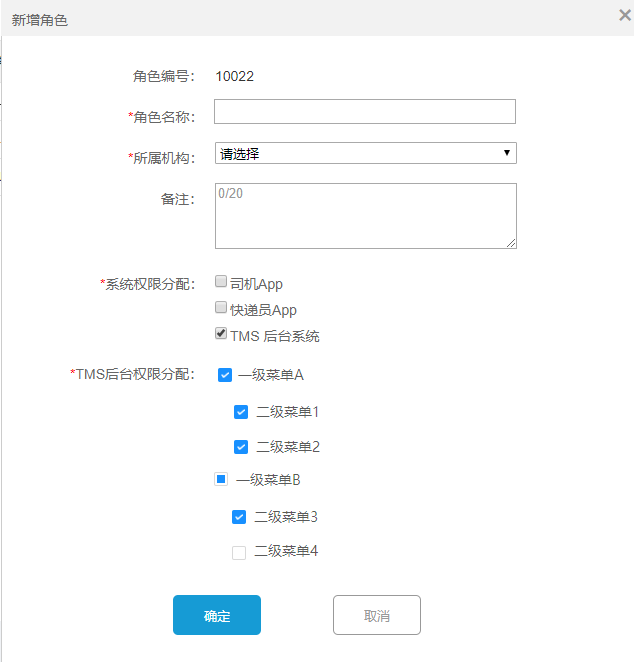 新增角色
角色编号： 10022
*角色名称：
*所属机构： 请选择
备注： 0/20
*系统权限分配： 司机App
快递员App
TMS 后台系统
*TMS后台权限分配： 一级菜单A
二级菜单1
二级菜单2
一级菜单B
二级菜单3
二级菜单4
确定 取消